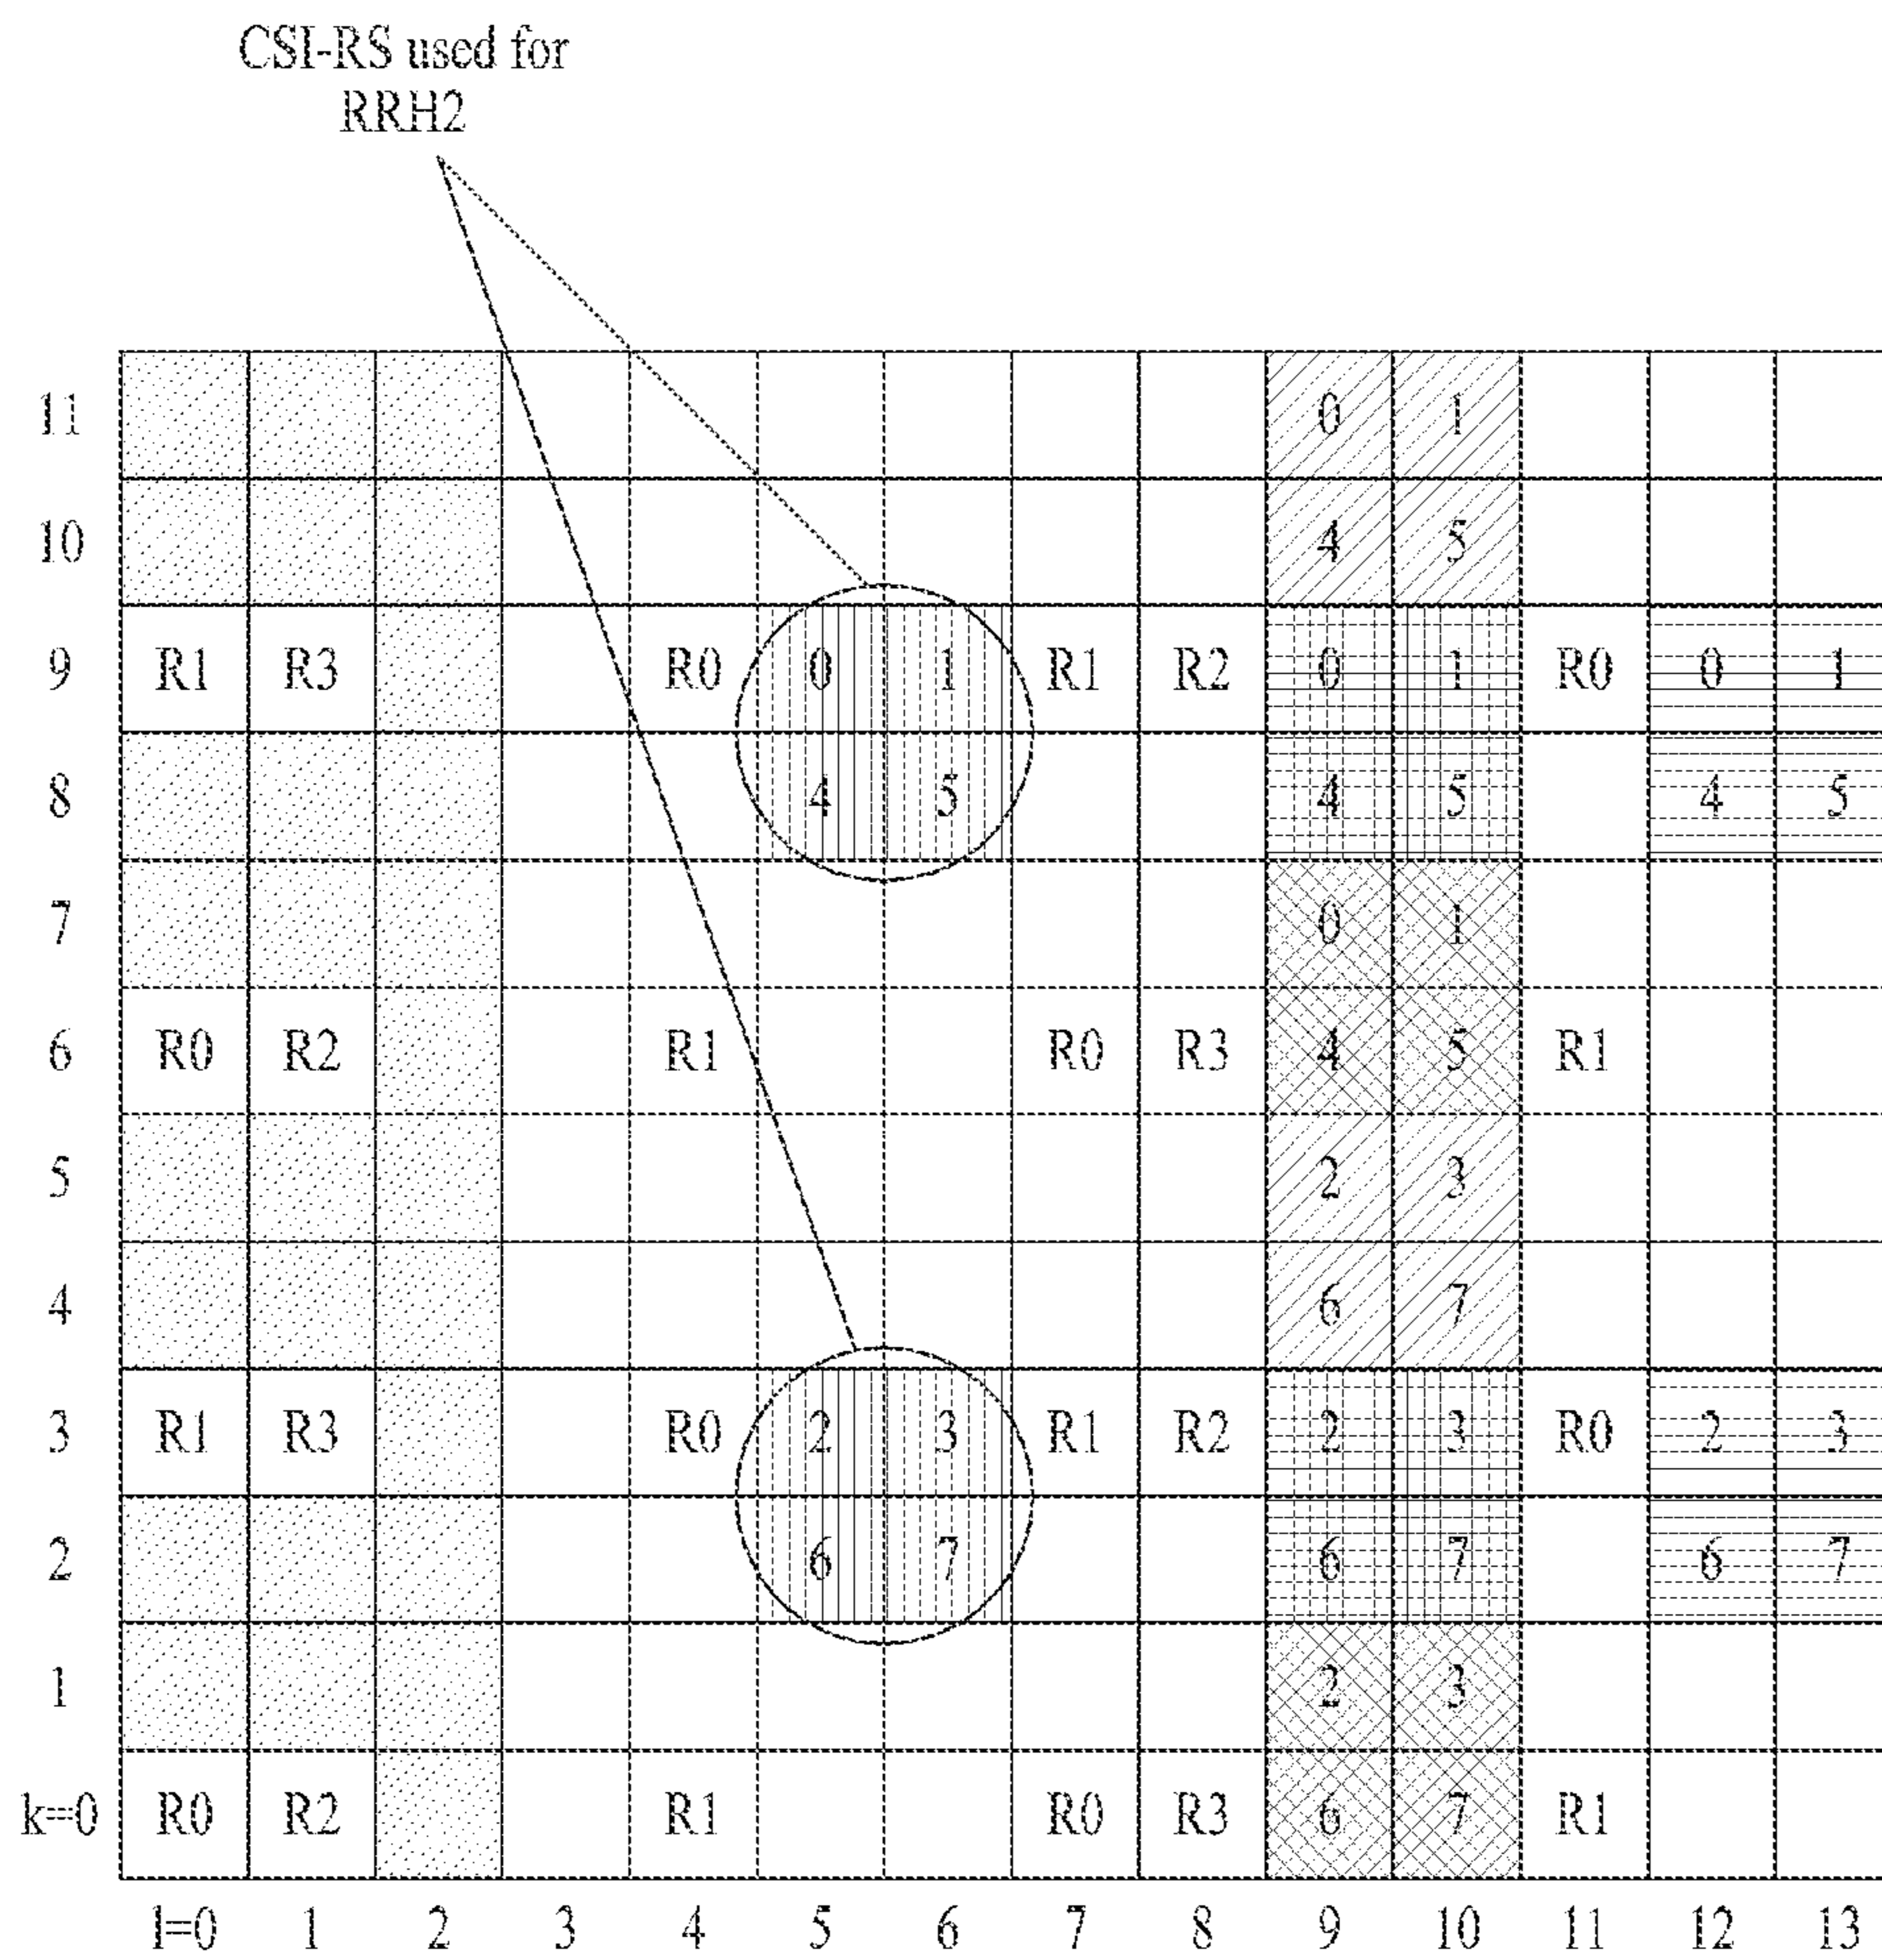 CSI-RS used for
RRH2
11 0 1
10 4 5
9 R1 R3 R0 0 1 R1 R2 0 1 R0 0 1
8 4 5 4 5 4 5
7 0 1
6 R0 R2 R1 R0 R3 4 5 R1
5 2 3
4 6 7
3 R1 R3 R0 2 3 R1 R2 2 3 R0 2 3
2 6 7 6 7 6 7
1 2 3
k=0 R0 R2 R1 R0 R3 6 7 R1
l=0 1 2 3 4 5 6 7 8 9 10 11 12 13